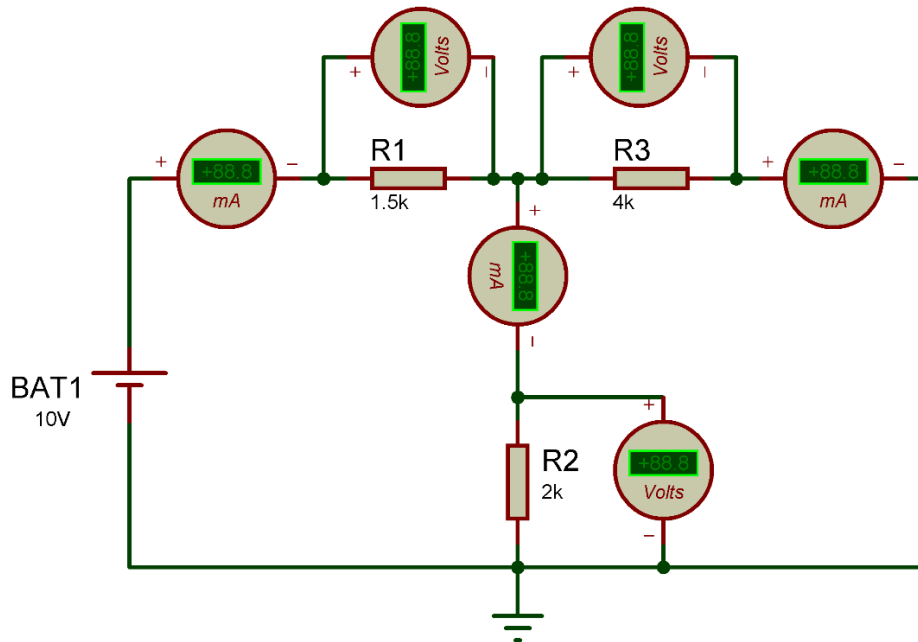 +88.8
Volts
+88.8
Volts
+
−
+
−
R1
R3
+
−
+88.8
mA
1.5k
4k
+
−
+88.8
mA
+
+88.8
mA
−
BAT1
10V
+
R2
2k
+88.8
Volts
−